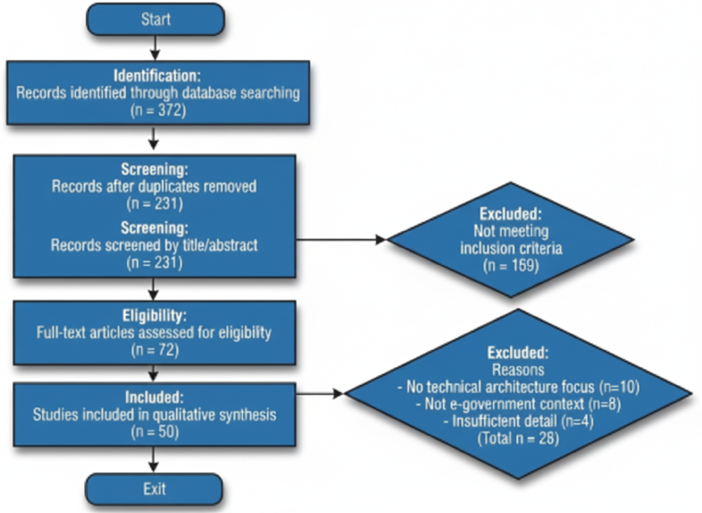 Start
Identification:
Records identified through database searching
(n = 372)
Screening:
Records after duplicates removed
(n = 231)
Screening:
Records screened by title/abstract
(n = 231)
Excluded:
Not meeting
inclusion criteria
(n = 169)
Eligibility:
Full-text articles assessed for eligibility
(n = 72)
Excluded:
Reasons
- No technical architecture focus (n=10)
- Not e-government context (n=8)
- Insufficient detail (n=4)
(Total n = 28)
Included:
Studies included in qualitative synthesis
(n = 50)
Exit